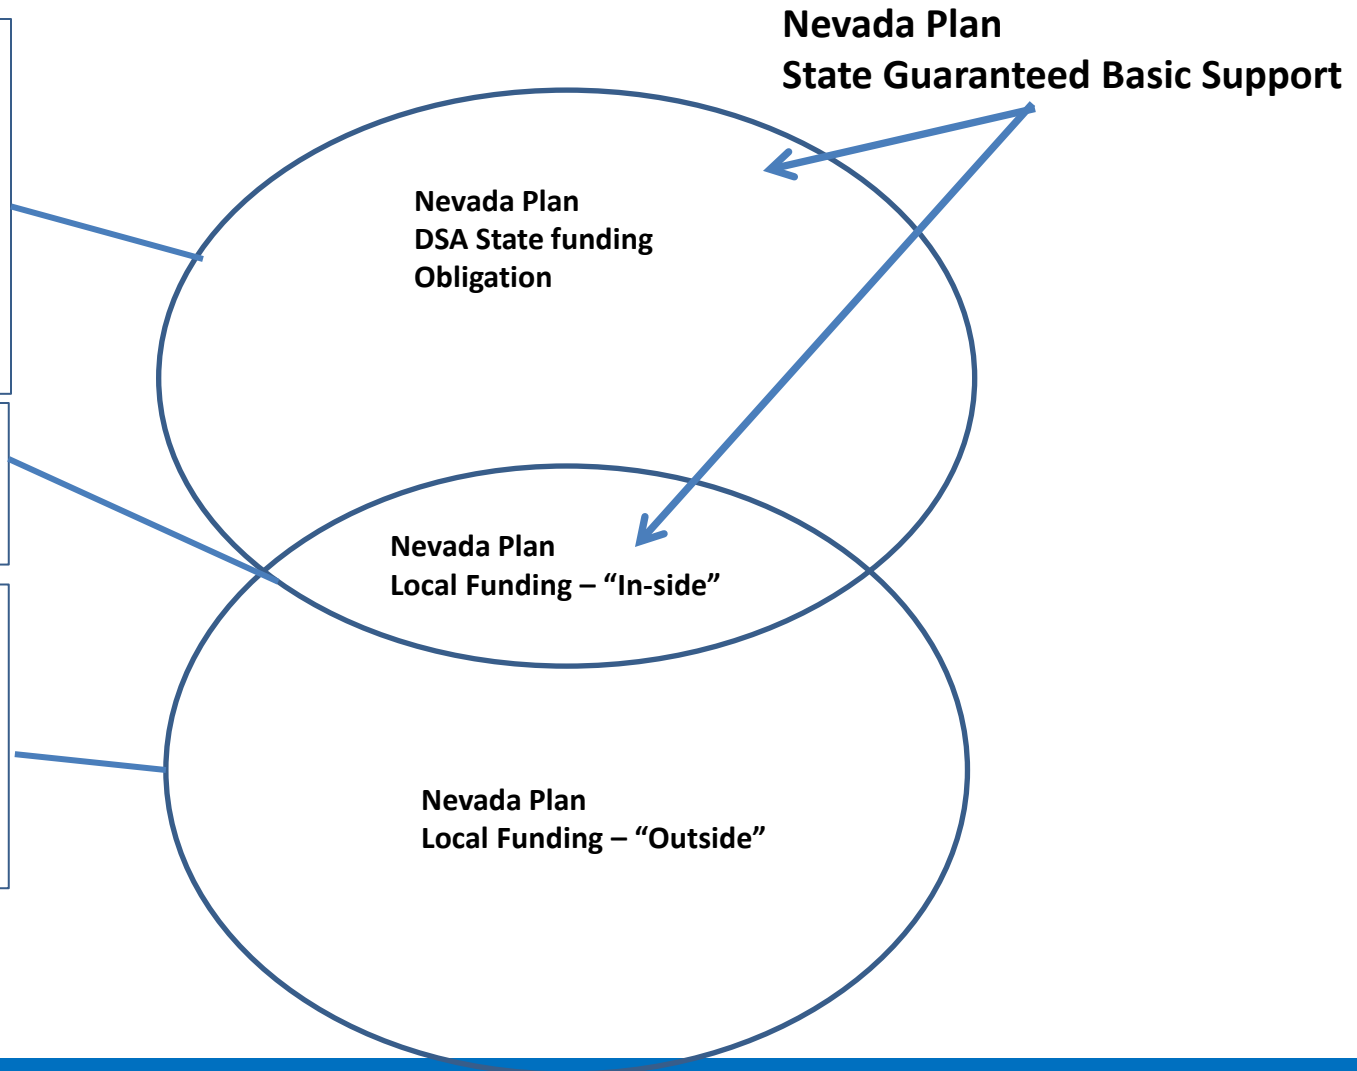 Nevada Plan
State Guaranteed Basic Support
Nevada Plan
DSA State funding
Obligation
Nevada Plan
Local Funding – “In-side”
Nevada Plan
Local Funding – “Outside”